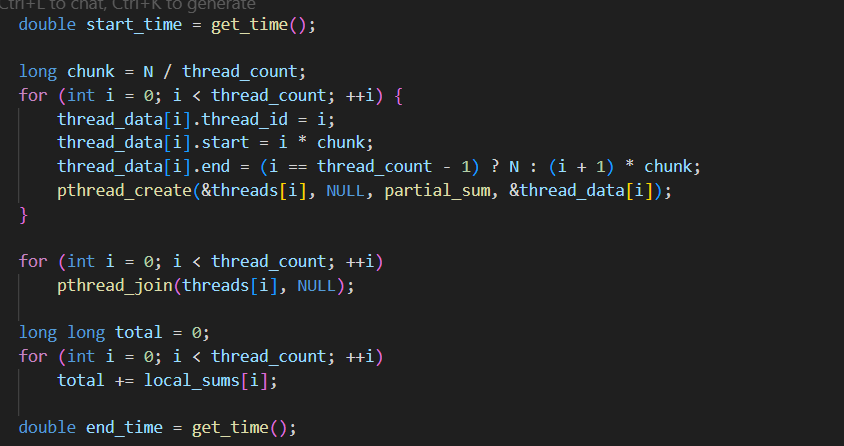 Ctrl+L to chat, Ctrl+K to generate
double start_time = get_time();
long chunk = N / thread_count;
for (int i = 0; i < thread_count; ++i) {
    thread_data[i].thread_id = i;
    thread_data[i].start = i * chunk;
    thread_data[i].end = (i == thread_count - 1) ? N : (i + 1) * chunk;
    pthread_create(&threads[i], NULL, partial_sum, &thread_data[i]);
}
for (int i = 0; i < thread_count; ++i)
    pthread_join(threads[i], NULL);
long long total = 0;
for (int i = 0; i < thread_count; ++i)
    total += local_sums[i];
double end_time = get_time();